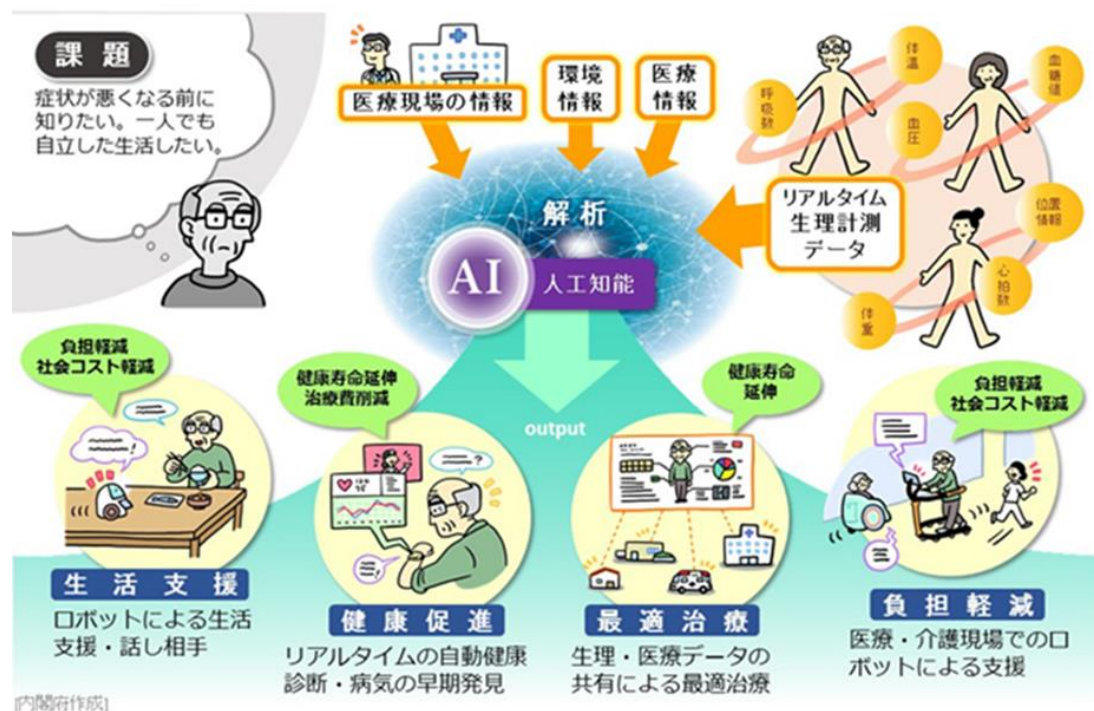 課題
症状が悪くなる前に
知りたい。一人でも
自立した生活したい。
医療現場の情報
環境
情報
医療
情報
体温
血糖値
呼吸数
血圧
リアルタイム
生理計測
データ
位置情報
心拍数
体重
解析
AI
人工知能
output
負担軽減
社会コスト軽減
健康寿命延伸
治療費削減
健康寿命
延伸
負担軽減
社会コスト軽減
生活支援
ロボットによる生活
支援・話し相手
健康促進
リアルタイムの自動健康
診断・病気の早期発見
最適治療
生理・医療データの
共有による最適治療
負担軽減
医療・介護現場でのロ
ボットによる支援
[内閣府作成]